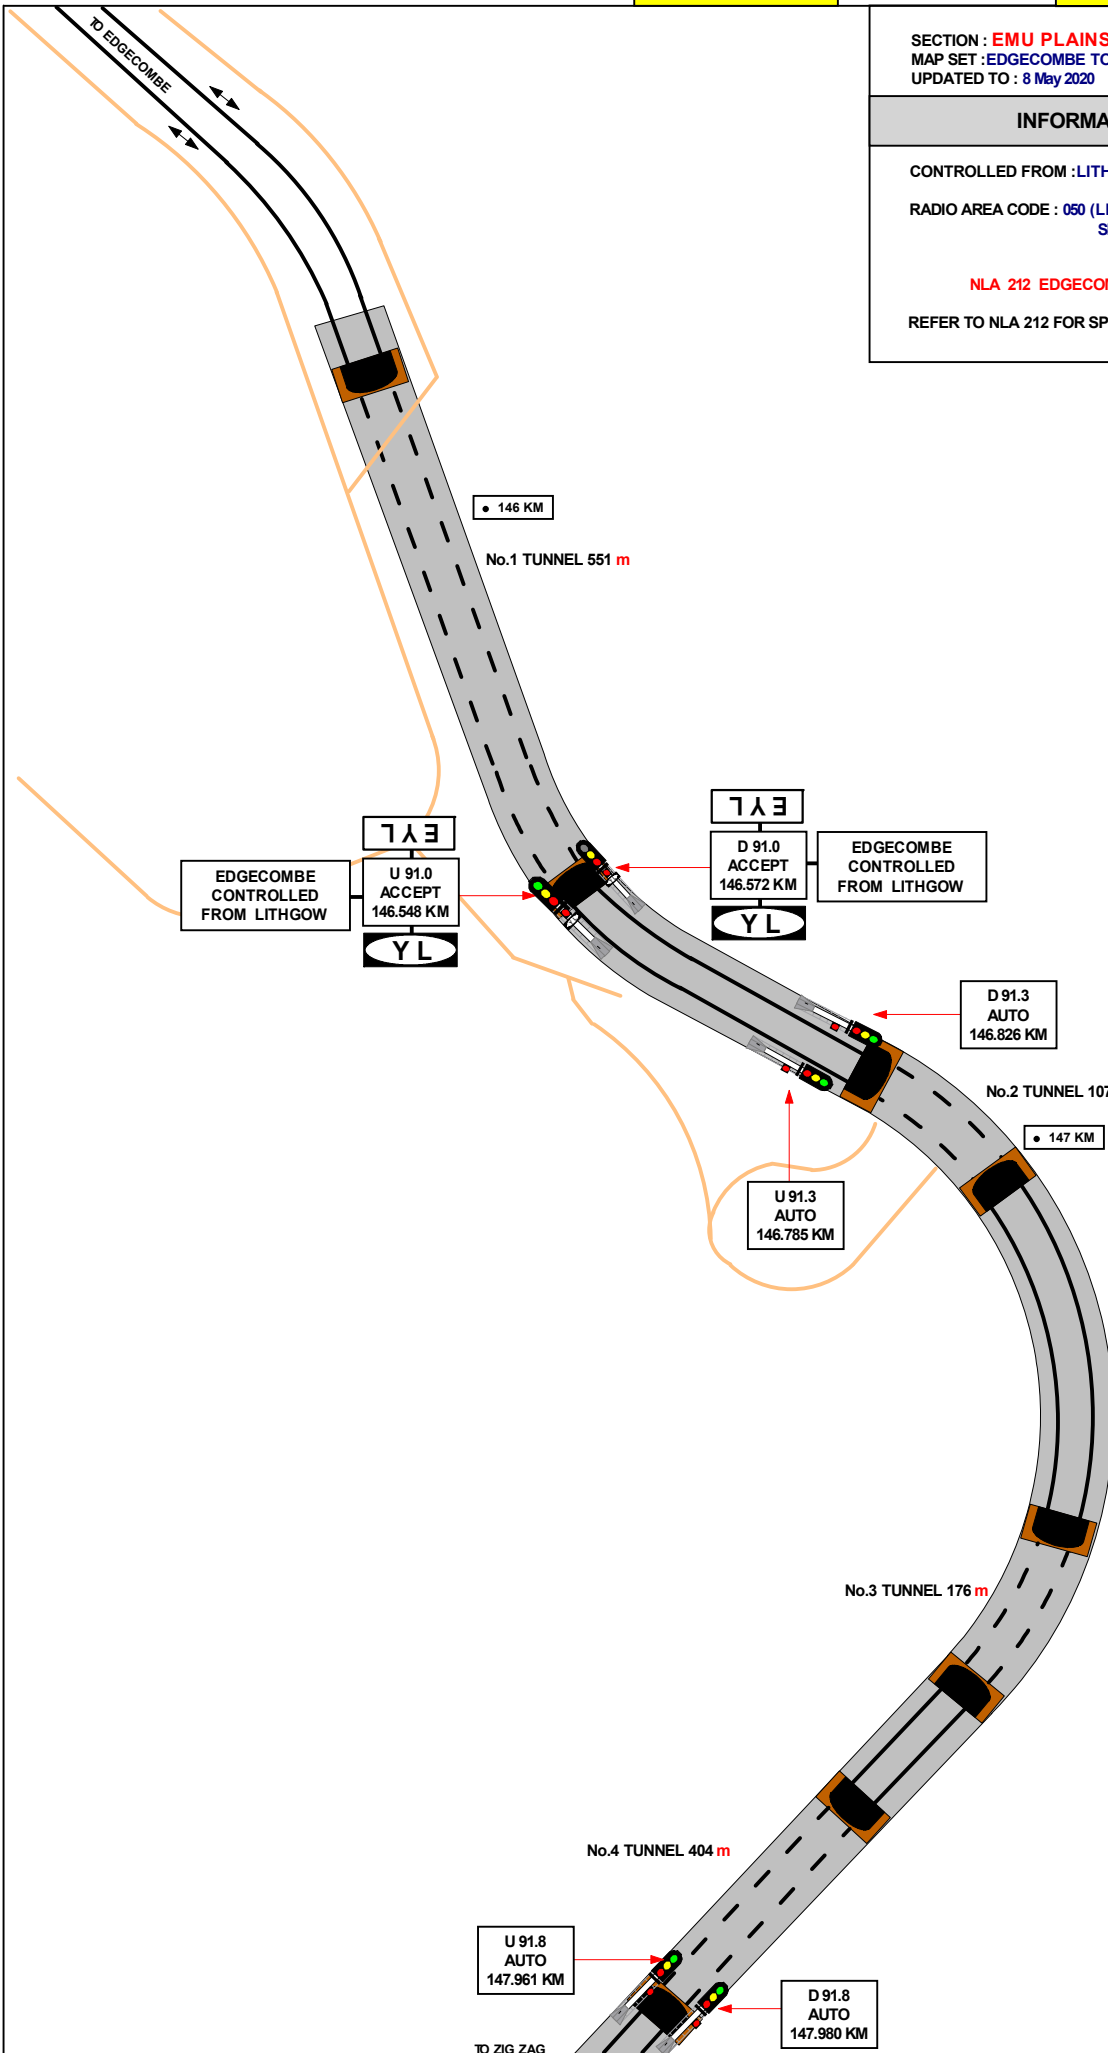 TO EDGECOMBE
SECTION : EMU PLAINS
MAP SET : EDGECOMBE TO
UPDATED TO : 8 May 2020
CONTROLLED FROM :
RADIO AREA CODE : 050
NLA 212
REFER TO NLA 212 FOR
146 KM
No.1 TUNNEL 551 m
EYL
U 91.0
ACCEPT
146.548 KM
YL
EDGECOMBE
CONTROLLED
FROM LITHGOW
EYL
D 91.0
ACCEPT
146.572 KM
YL
EDGECOMBE
CONTROLLED
FROM LITHGOW
D 91.3
AUTO
146.826 KM
No.2 TUNNEL 107
147 KM
U 91.3
AUTO
146.785 KM
No.3 TUNNEL 176 m
No.4 TUNNEL 404 m
U 91.8
AUTO
147.961 KM
D 91.8
AUTO
147.980 KM
TO ZIG ZAG